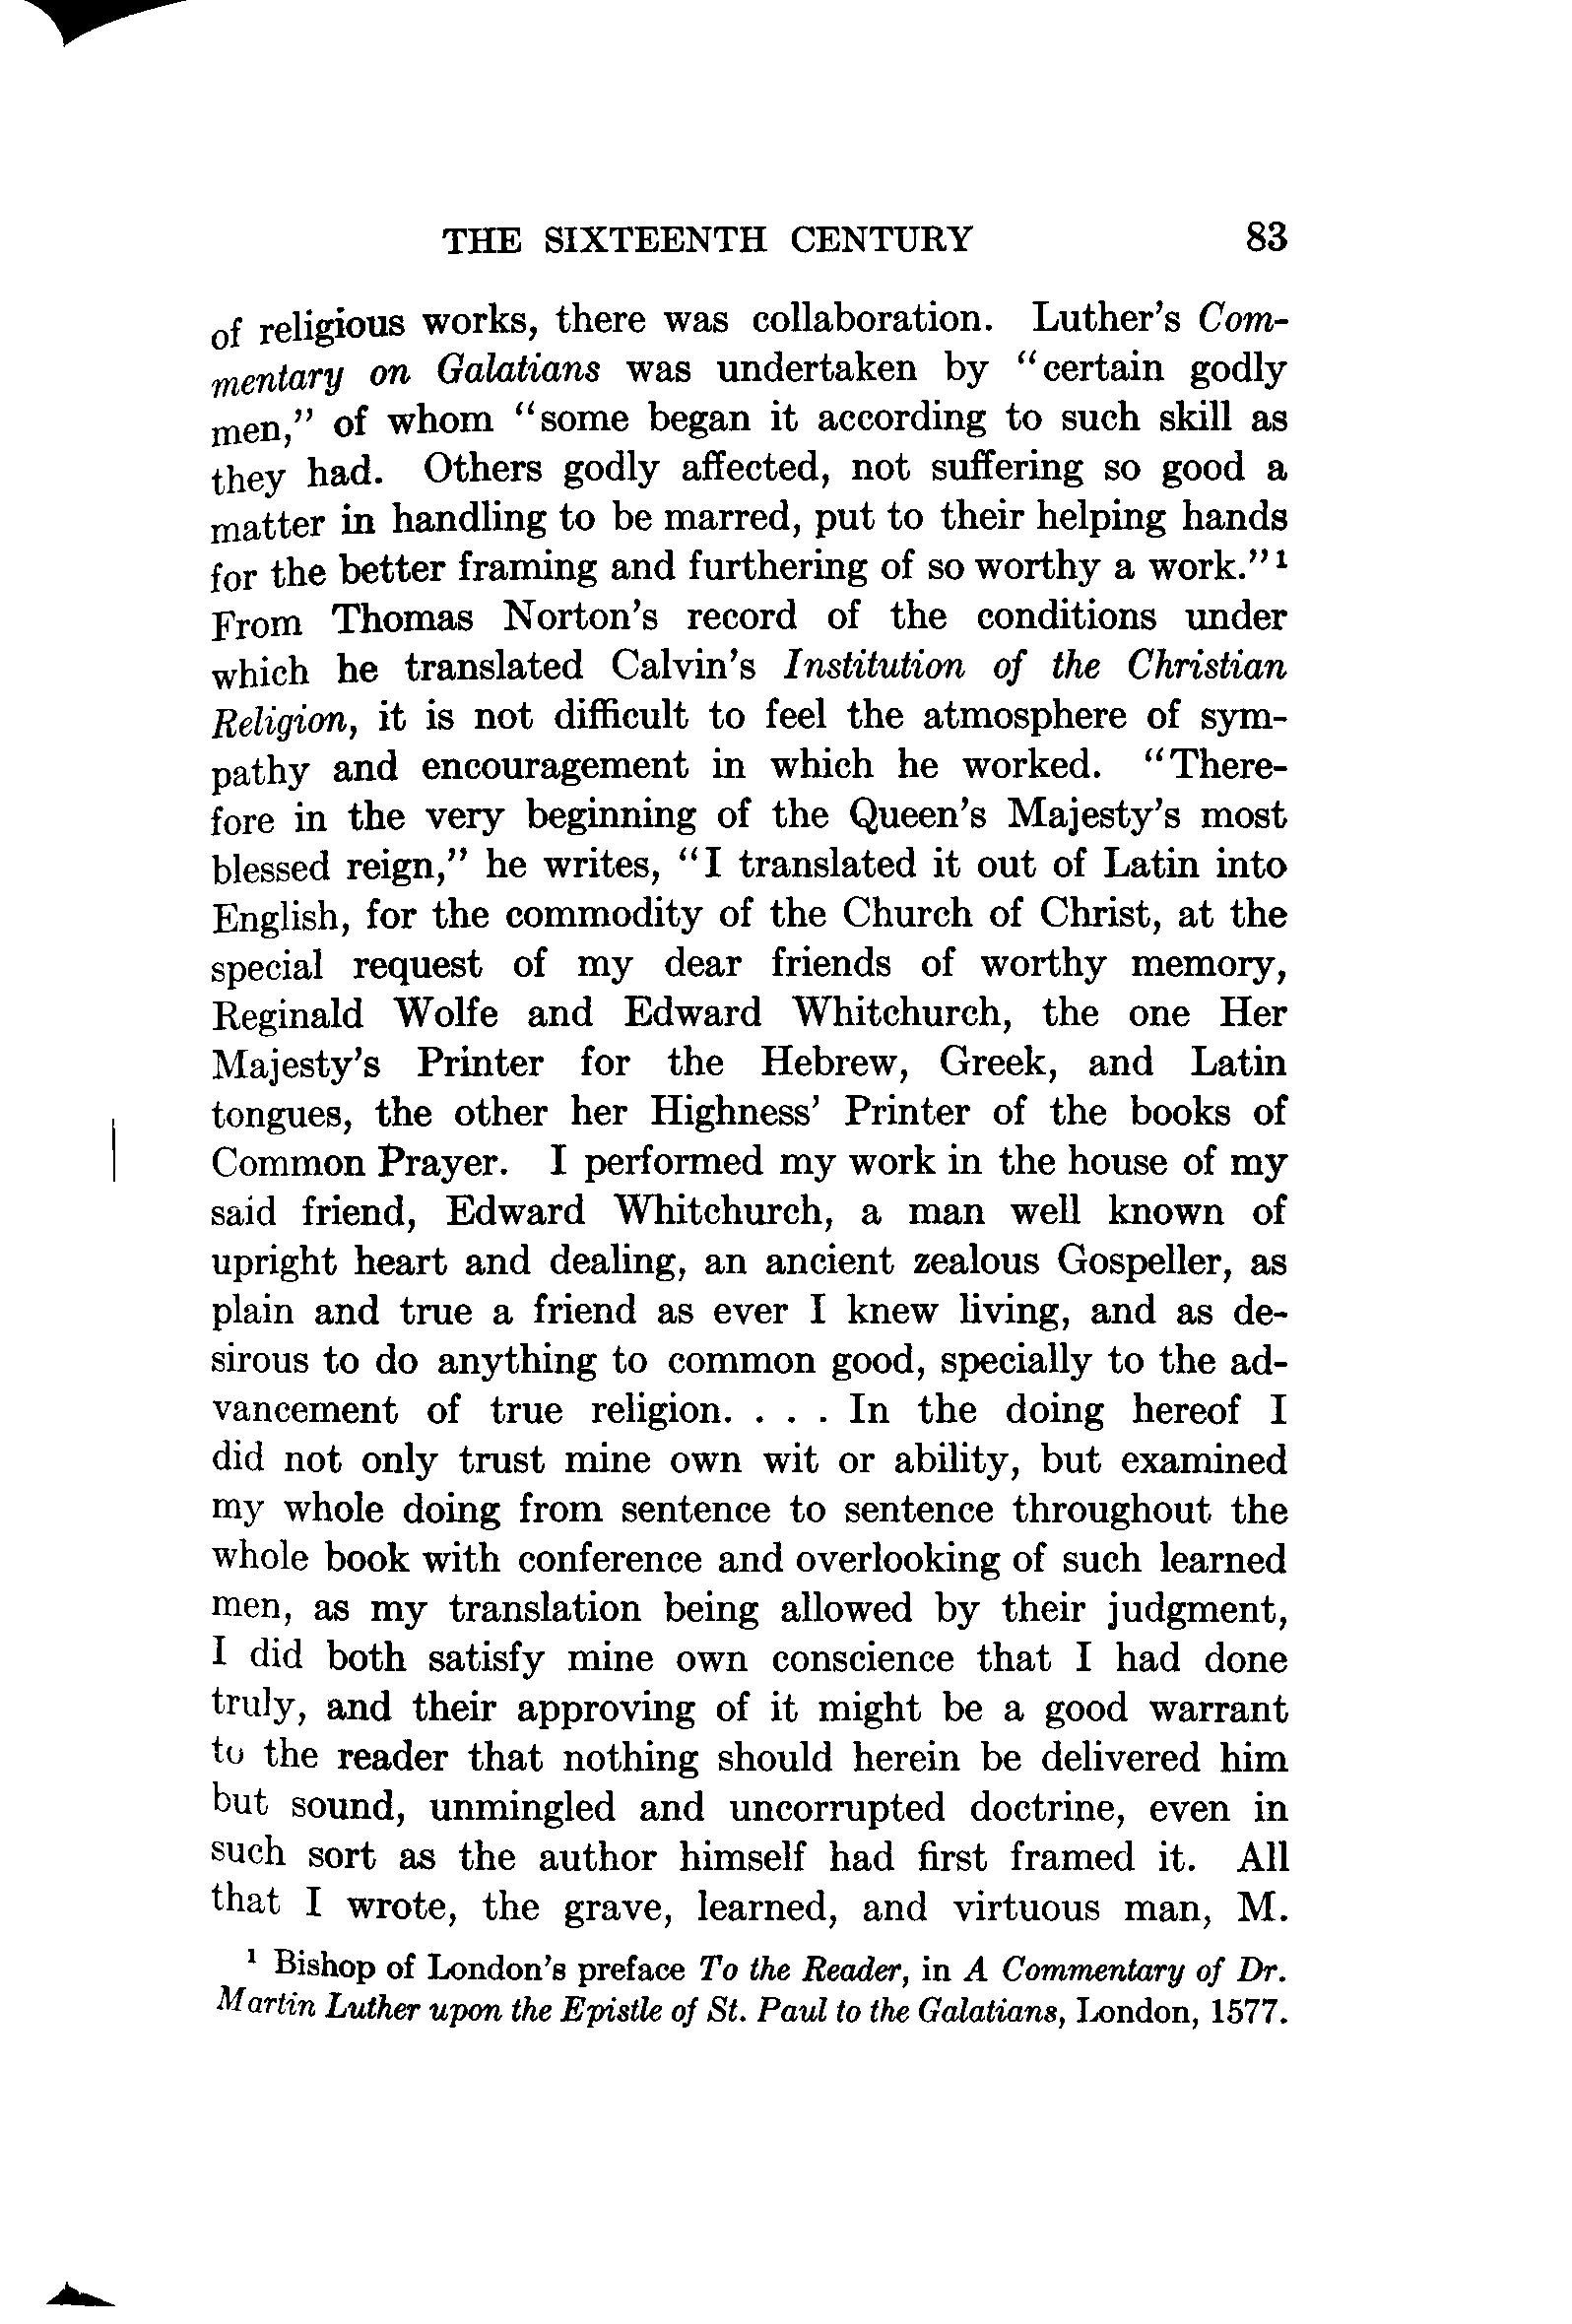 THE SIXTEENTH CENTURY 83
of religious works, there was collaboration. Luther's Com-
mentary on Galatians was undertaken by "certain godly
men," of whom "some began it according to such skill as
they had. Others godly affected, not suffering so good a
matter in handling to be marred, put to their helping hands
for the better framing and furthering of so worthy a work."¹
From Thomas Norton's record of the conditions under
which he translated Calvin's Institution of the Christian
Religion, it is not difficult to feel the atmosphere of sym-
pathy and encouragement in which he worked. "There-
fore in the very beginning of the Queen's Majesty's most
blessed reign," he writes, "I translated it out of Latin into
English, for the commodity of the Church of Christ, at the
special request of my dear friends of worthy memory,
Reginald Wolfe and Edward Whitchurch, the one Her
Majesty's Printer for the Hebrew, Greek, and Latin
tongues, the other her Highness' Printer of the books of
Common Prayer. I performed my work in the house of my
said friend, Edward Whitchurch, a man well known of
upright heart and dealing, an ancient zealous Gospeller, as
plain and true a friend as ever I knew living, and as de-
sirous to do anything to common good, specially to the ad-
vancement of true religion. . . . In the doing hereof I
did not only trust mine own wit or ability, but examined
my whole doing from sentence to sentence throughout the
whole book with conference and overlooking of such learned
men, as my translation being allowed by their judgment,
I did both satisfy mine own conscience that I had done
truly, and their approving of it might be a good warrant
to the reader that nothing should herein be delivered him
but sound, unmingled and uncorrupted doctrine, even in
such sort as the author himself had first framed it. All
that I wrote, the grave, learned, and virtuous man, M.
¹ Bishop of London's preface To the Reader, in A Commentary of Dr.
Martin Luther upon the Epistle of St. Paul to the Galatians, London, 1577.